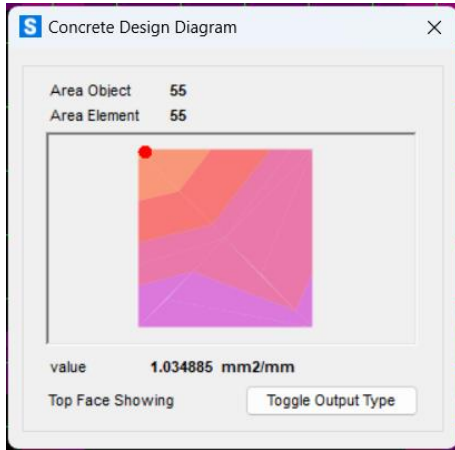 S Concrete Design Diagram
Area Object 55
Area Element 55
value 1.034885 mm2/mm
Top Face Showing Toggle Output Type